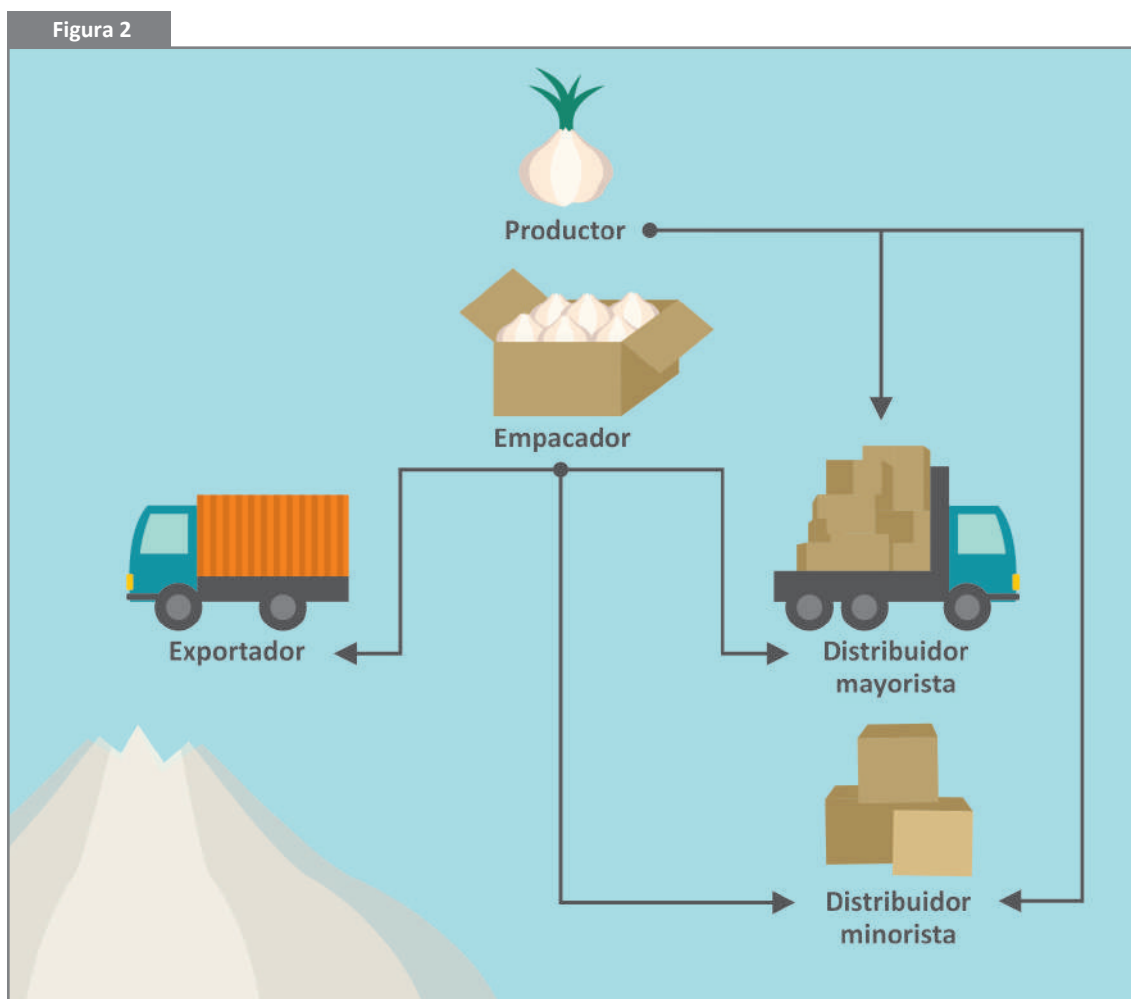 Figura 2
Productor
Empacador
Exportador
Distribuidor
mayorista
Distribuidor
minorista